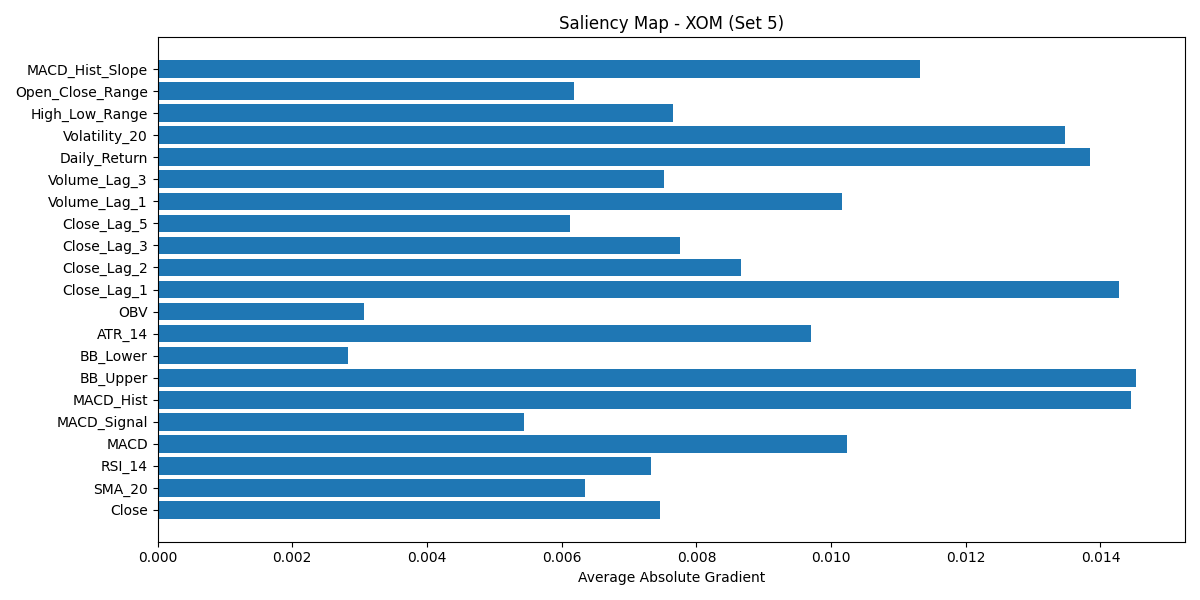 Saliency Map - XOM (Set 5)
MACD_Hist_Slope
Open_Close_Range
High_Low_Range
Volatility_20
Daily_Return
Volume_Lag_3
Volume_Lag_1
Close_Lag_5
Close_Lag_3
Close_Lag_2
Close_Lag_1
OBV
ATR_14
BB_Lower
BB_Upper
MACD_Hist
MACD_Signal
MACD
RSI_14
SMA_20
Close
0.000 0.002 0.004 0.006 0.008 0.010 0.012 0.014
Average Absolute Gradient